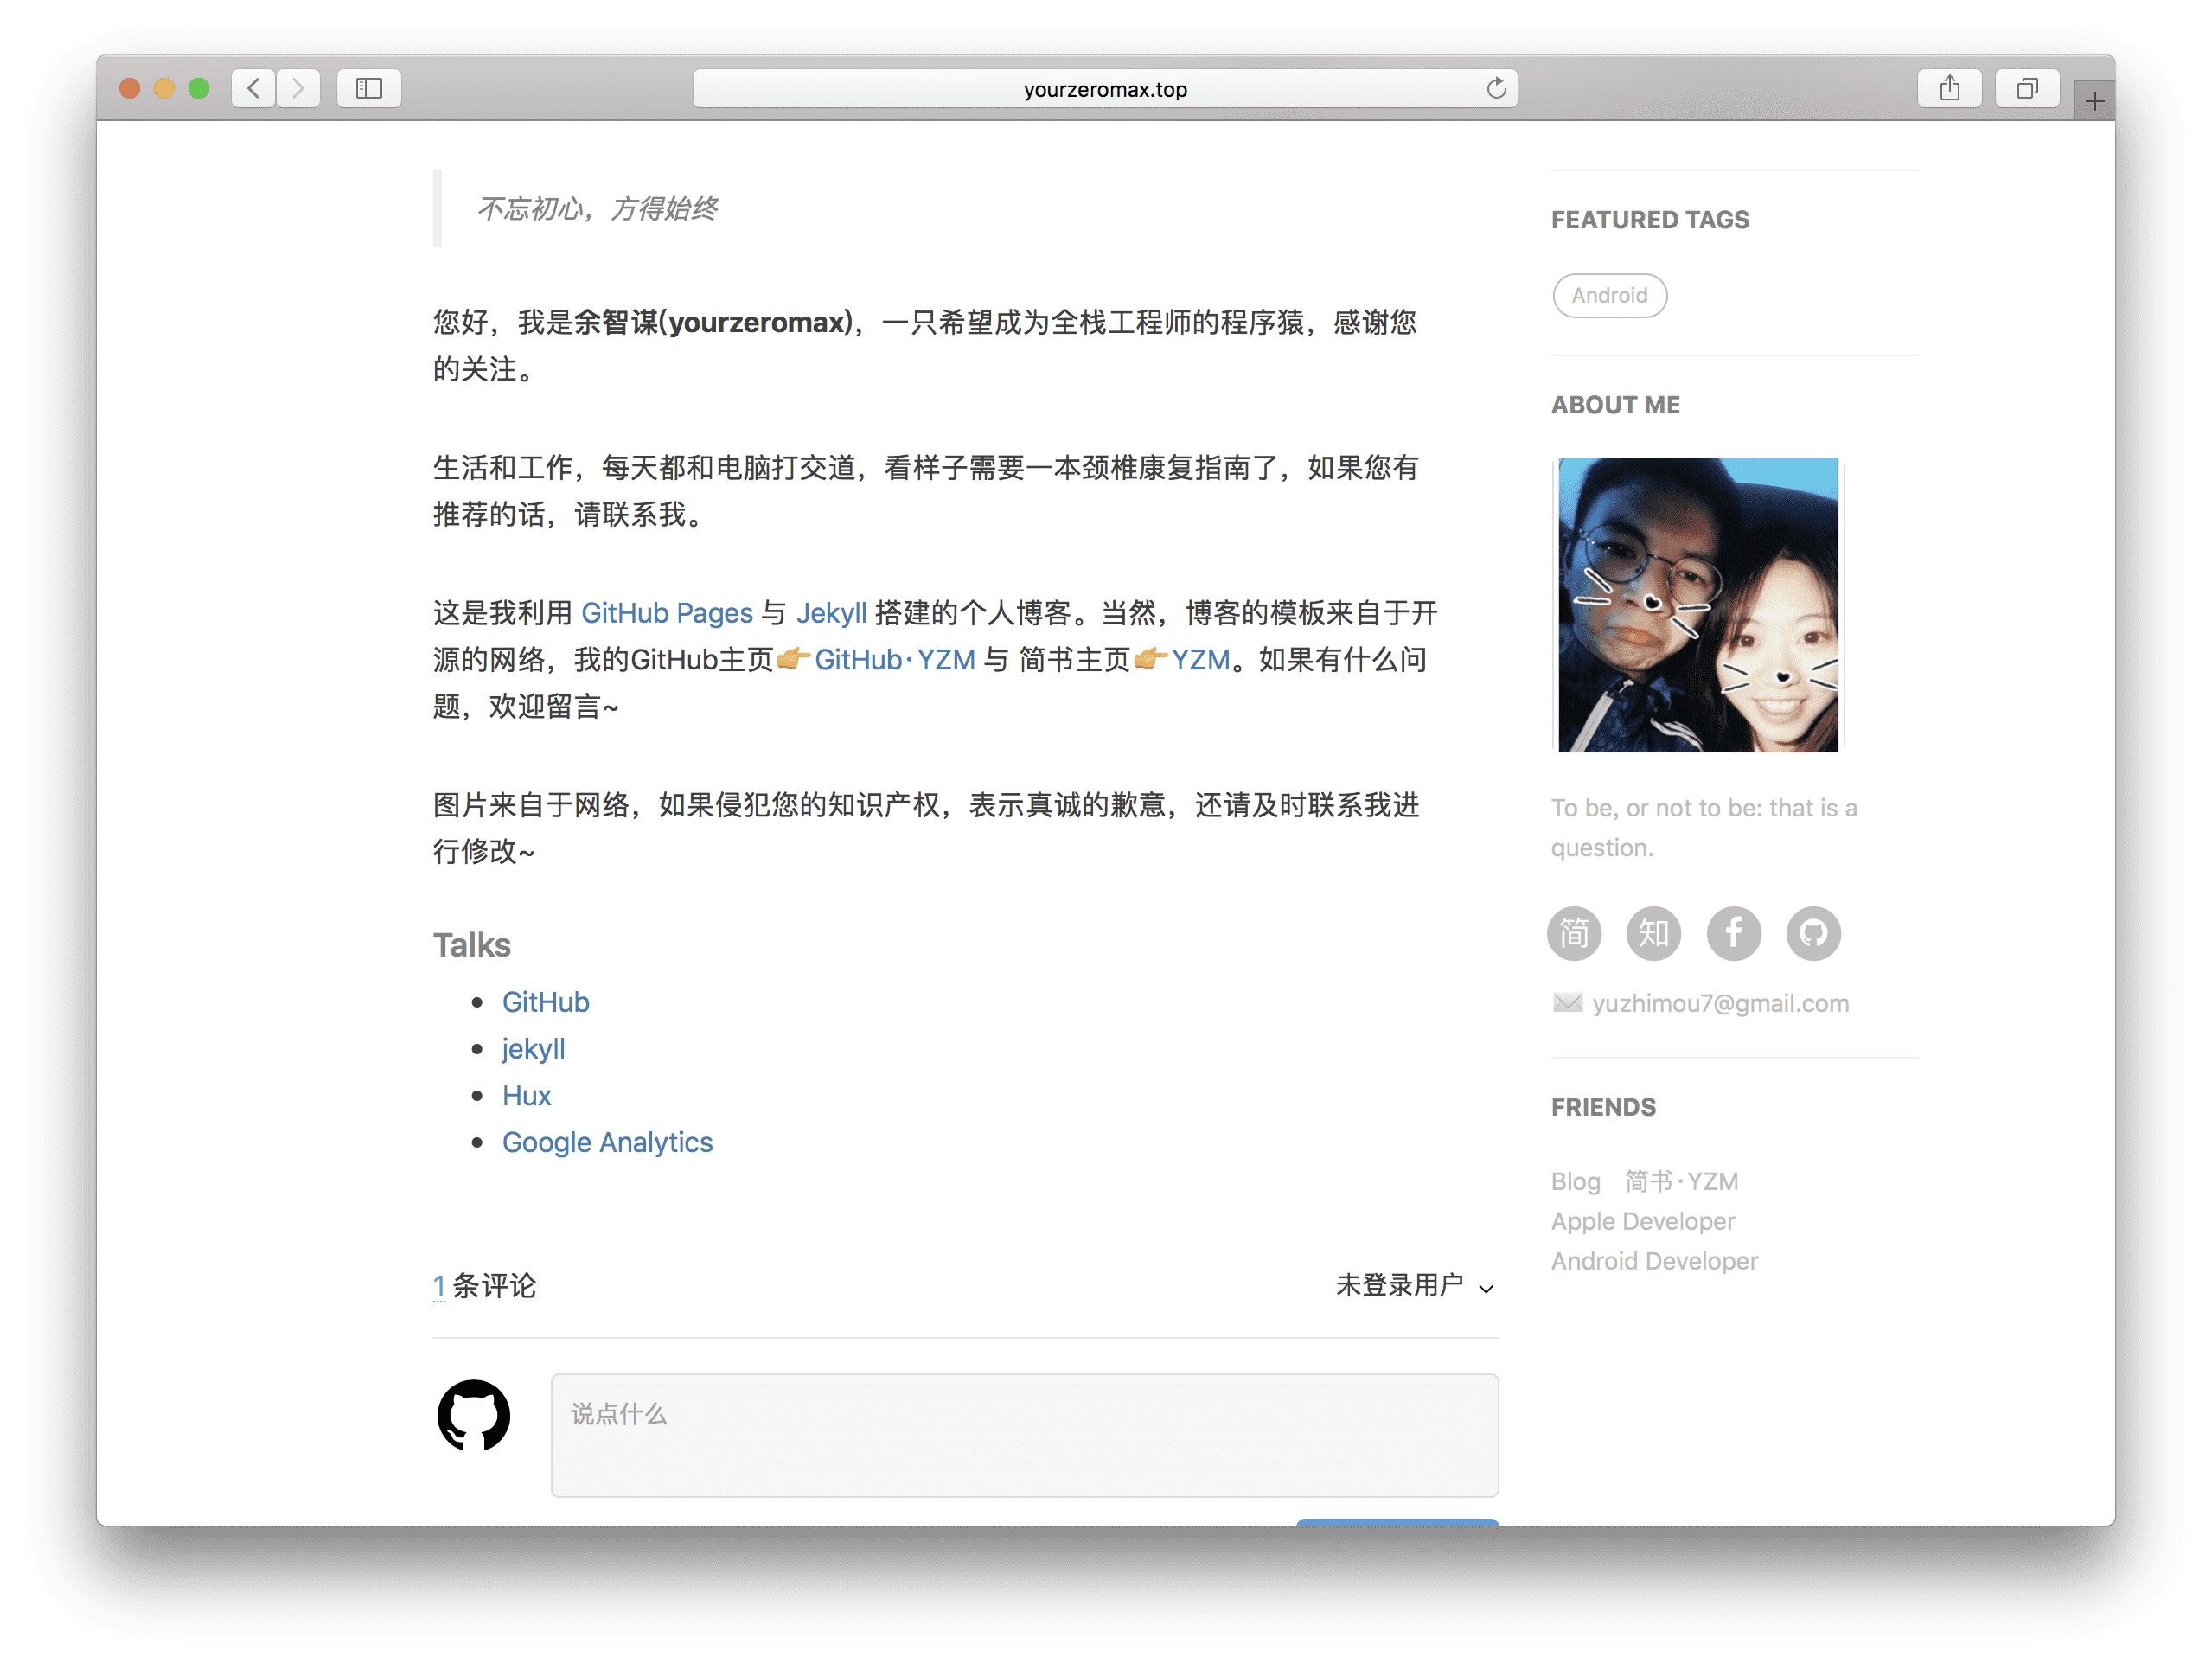 yourzeromax.top
不忘初心，方得始终
您好，我是余智谋(yourzeromax)，一只希望成为全栈工程师的程序猿，感谢您
的关注。
生活和工作，每天都和电脑打交道，看样子需要一本颈椎康复指南了，如果您有
推荐的话，请联系我。
这是我利用 GitHub Pages 与 Jekyll 搭建的个人博客。当然，博客的模板来自于开
源的网络，我的GitHub主页👉GitHub·YZM 与 简书主页👉YZM。如果有什么问
题，欢迎留言~
图片来自于网络，如果侵犯您的知识产权，表示真诚的歉意，还请及时联系我进
行修改~
Talks
GitHub
jekyll
Hux
Google Analytics
1 条评论
未登录用户
说点什么
FEATURED TAGS
Android
ABOUT ME
To be, or not to be: that is a
question.
简 知
yuzhimou7@gmail.com
FRIENDS
Blog 简书·YZM
Apple Developer
Android Developer